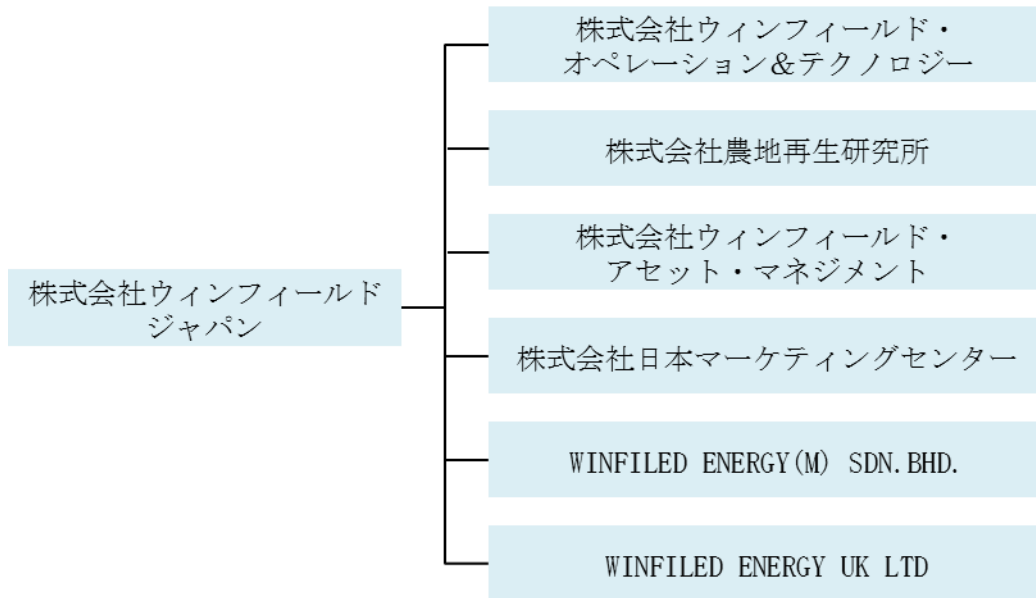 株式会社ウィンフィールド・
オペレーション＆テクノロジー
株式会社農地再生研究所
株式会社ウィンフィールド・
アセット・マネジメント
株式会社ウィンフィールド
ジャパン
株式会社日本マーケティングセンター
WINFILED ENERGY(M) SDN.BHD.
WINFILED ENERGY UK LTD